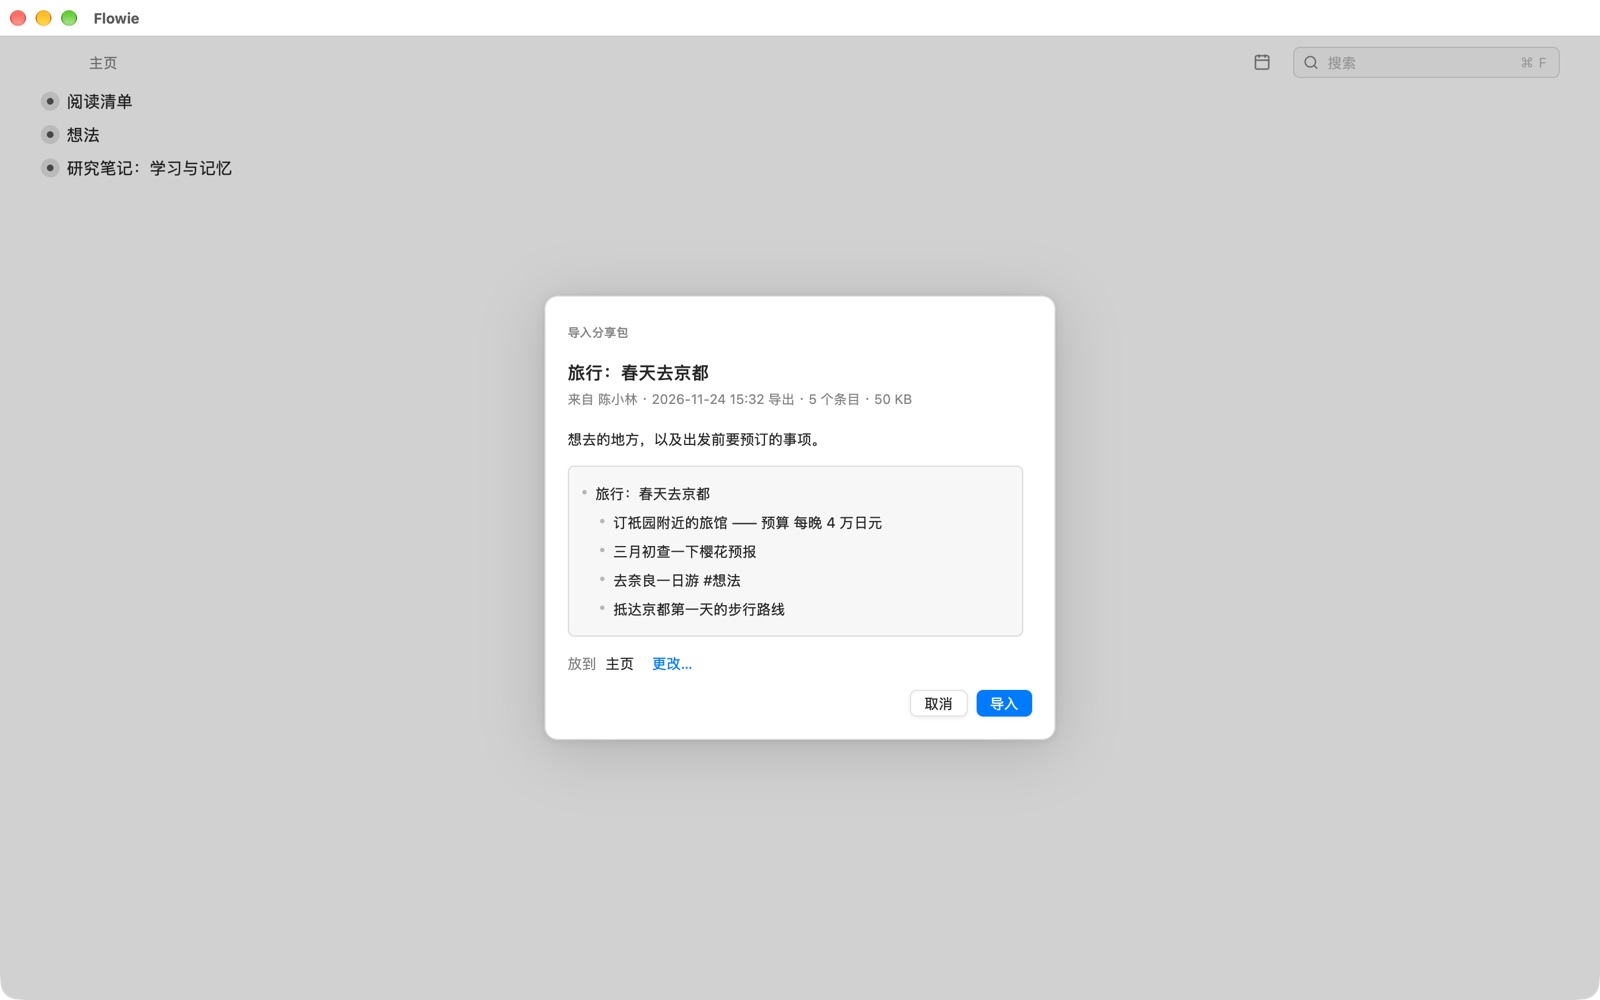 Flowie
主页
搜索
⌘ F
阅读清单
想法
研究笔记：学习与记忆
导入分享包
旅行：春天去京都
来自 陈小林 · 2026-11-24 15:32 导出 · 5 个条目 · 50 KB
想去的地方，以及出发前要预订的事项。
旅行：春天去京都
订祇园附近的旅馆 —— 预算 每晚 4 万日元
三月初查一下樱花预报
去奈良一日游 #想法
抵达京都第一天的步行路线
放到 主页 更改...
取消 导入